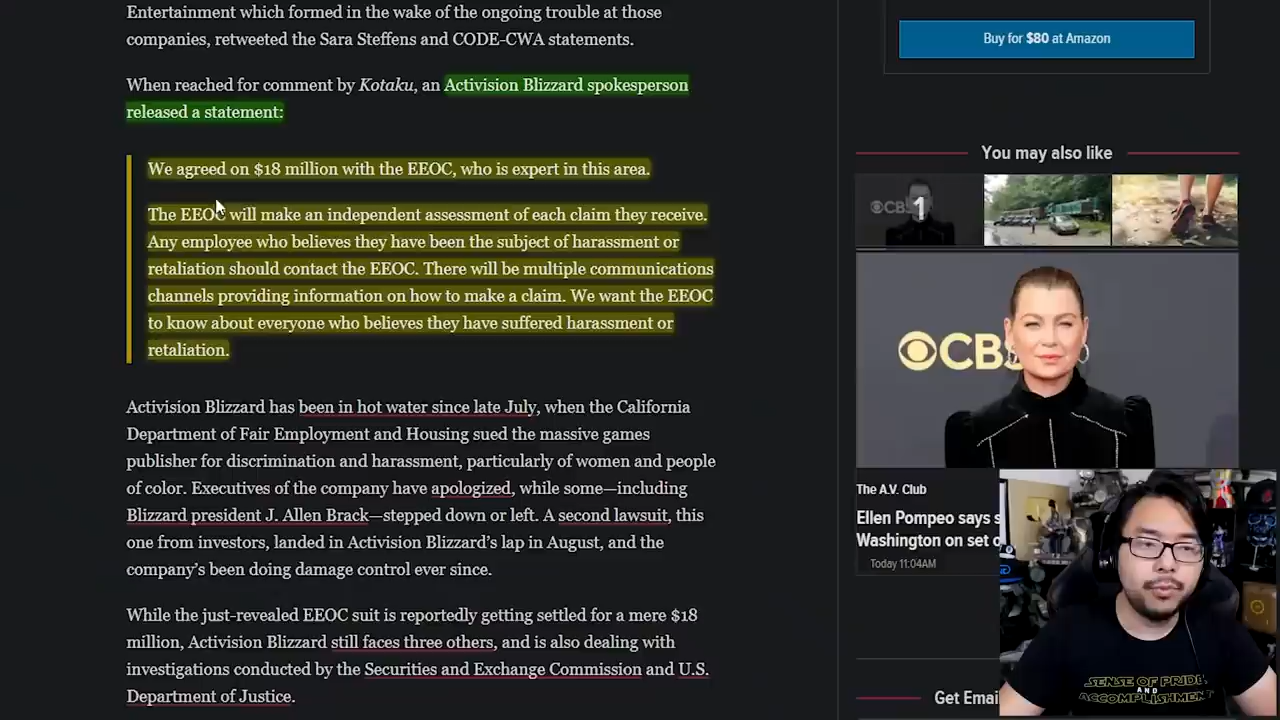 Entertainment which formed in the wake of the ongoing trouble at those
companies, retweeted the Sara Steffens and CODE-CWA statements.
When reached for comment by Kotaku, an Activision Blizzard spokesperson
released a statement:
We agreed on $18 million with the EEOC, who is expert in this area.
The EEOC will make an independent assessment of each claim they receive.
Any employee who believes they have been the subject of harassment or
retaliation should contact the EEOC. There will be multiple communications
channels providing information on how to make a claim. We want the EEOC
to know about everyone who believes they have suffered harassment or
retaliation.
Activision Blizzard has been in hot water since late July, when the California
Department of Fair Employment and Housing sued the massive games
publisher for discrimination and harassment, particularly of women and people
of color. Executives of the company have apologized, while some—including
Blizzard president J. Allen Brack—stepped down or left. A second lawsuit, this
one from investors, landed in Activision Blizzard's lap in August, and the
company's been doing damage control ever since.
While the just-revealed EEOC suit is reportedly getting settled for a mere $18
million, Activision Blizzard still faces three others, and is also dealing with
investigations conducted by the Securities and Exchange Commission and U.S.
Department of Justice.
Buy for $80 at Amazon
You may also like
CBS
1
CBS
The A.V. Club
Ellen Pompeo says s
Washington on set o
Today 11:04AM
Get Emai
SENSE OF PRIDE
AND
ACCOMPLISHMENT